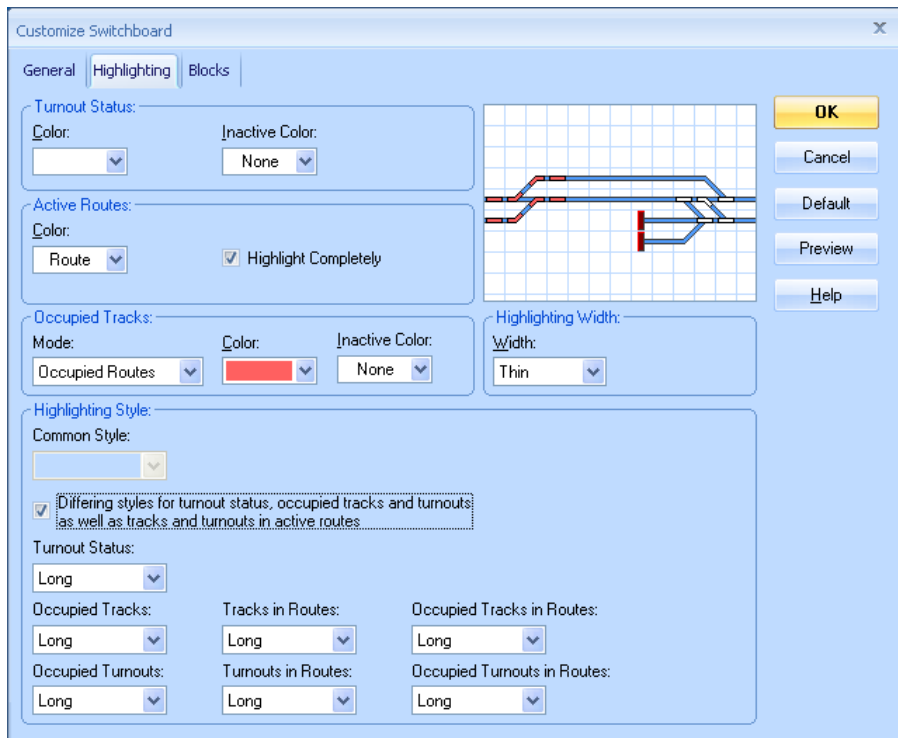 Customize Switchboard
General Highlighting Blocks
Turnout Status:
Color: Inactive Color:
None
Active Routes:
Color:
Route Highlight Completely
Occupied Tracks:
Mode: Color: Inactive Color:
Occupied Routes None
Highlighting Width:
Width:
Thin
Highlighting Style:
Common Style:
Differing styles for turnout status, occupied tracks and turnouts
as well as tracks and turnouts in active routes
Turnout Status:
Long
Occupied Tracks: Tracks in Routes: Occupied Tracks in Routes:
Long Long Long
Occupied Turnouts: Turnouts in Routes: Occupied Turnouts in Routes:
Long Long Long
OK
Cancel
Default
Preview
Help